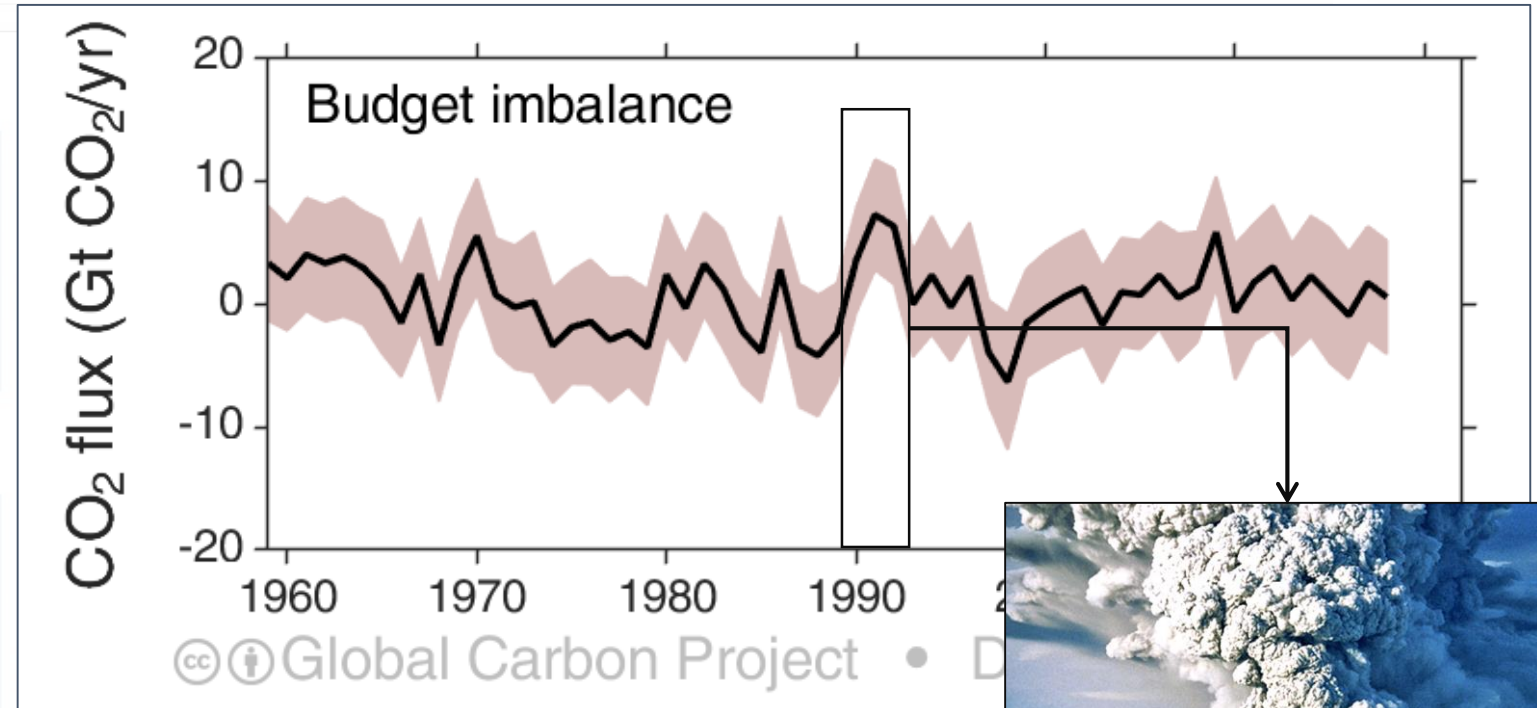 CO₂ flux (Gt CO₂/yr)
20
Budget imbalance
10
0
-10
-20
1960 1970 1980 1990
Global Carbon Project •